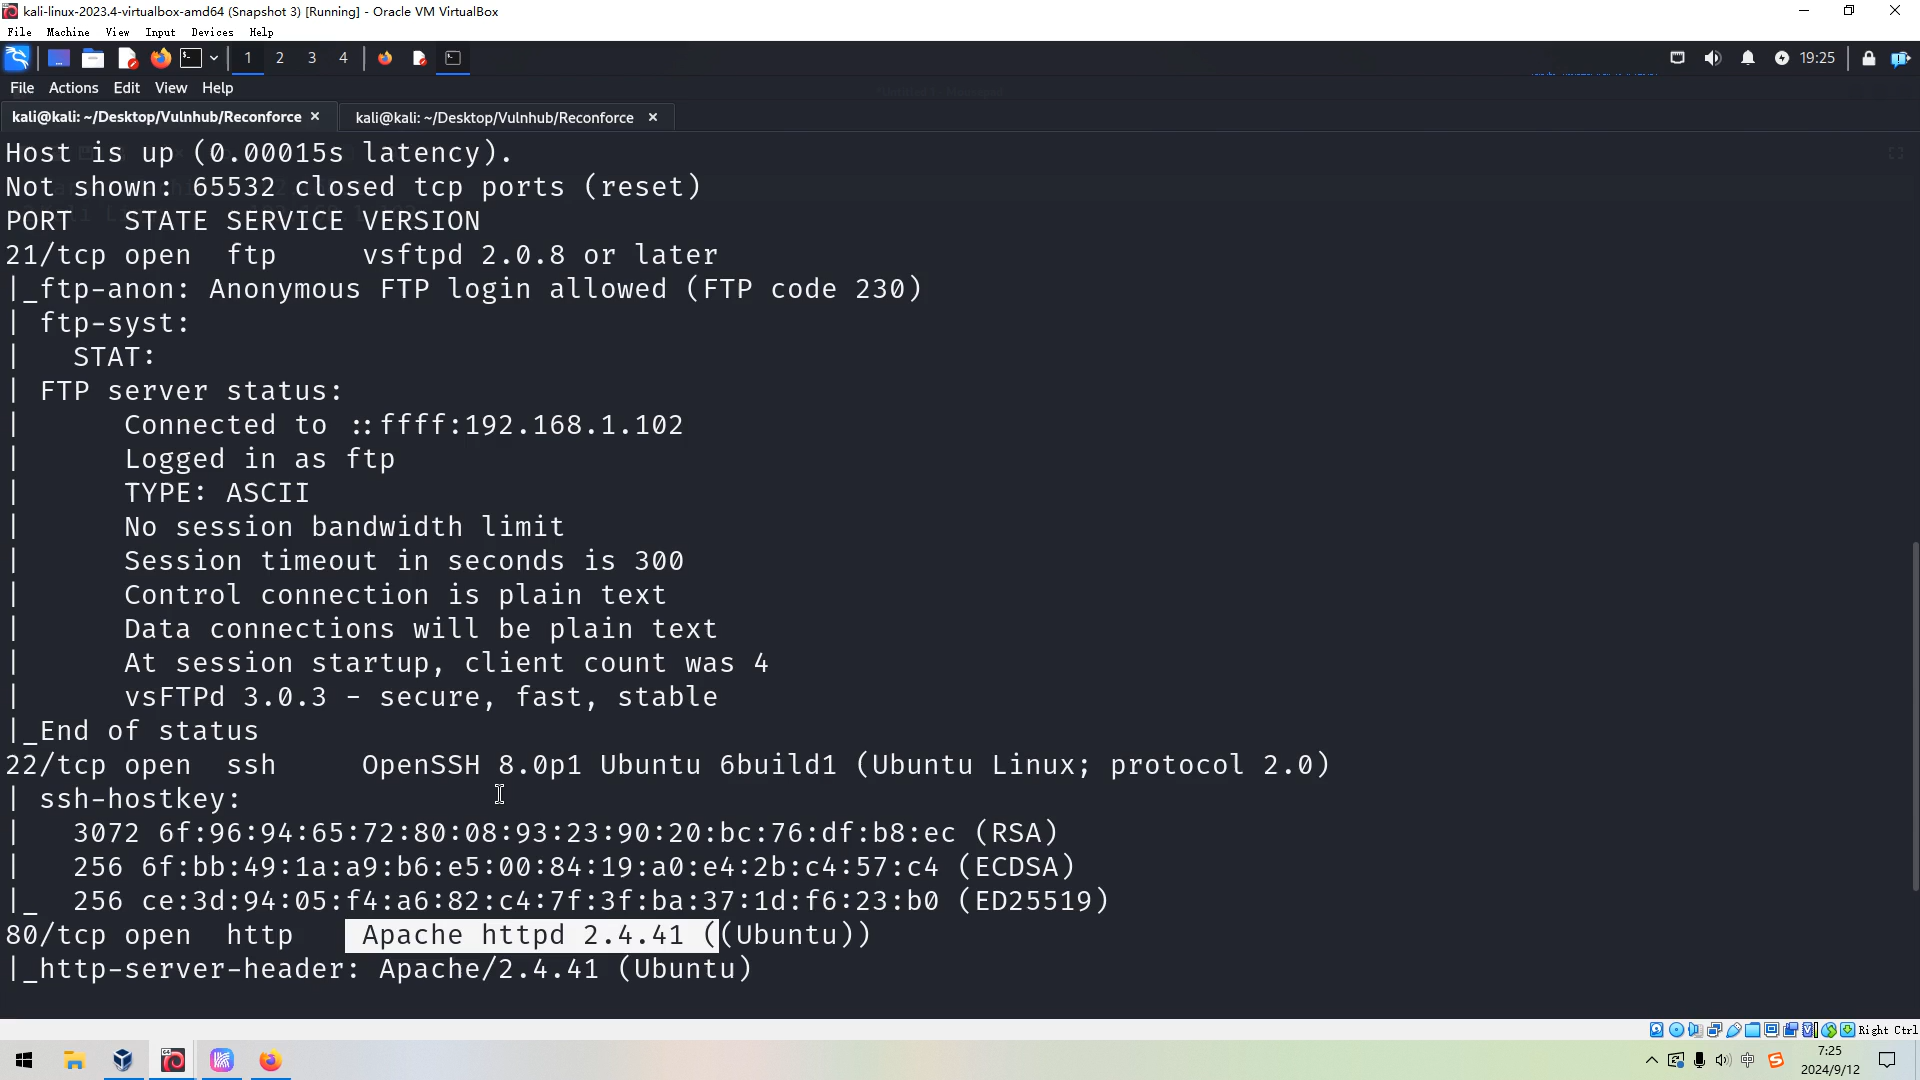 kali-linux-2023.4-virtualbox-amd64 (Snapshot 3) [Running] - Oracle VM VirtualBox
File Machine View Input Devices Help
1 2 3 4 19:25
File Actions Edit View Help
kali@kali: ~/Desktop/Vulnhub/Reconforce × kali@kali: ~/Desktop/Vulnhub/Reconforce ×
Host is up (0.00015s latency).
Not shown: 65532 closed tcp ports (reset)
PORT   STATE SERVICE VERSION
21/tcp open  ftp     vsftpd 2.0.8 or later
|_ftp-anon: Anonymous FTP login allowed (FTP code 230)
| ftp-syst:
|   STAT:
| FTP server status:
|      Connected to ::ffff:192.168.1.102
|      Logged in as ftp
|      TYPE: ASCII
|      No session bandwidth limit
|      Session timeout in seconds is 300
|      Control connection is plain text
|      Data connections will be plain text
|      At session startup, client count was 4
|      vsFTPd 3.0.3 - secure, fast, stable
|_End of status
22/tcp open  ssh     OpenSSH 8.0p1 Ubuntu 6build1 (Ubuntu Linux; protocol 2.0)
| ssh-hostkey:
|   3072 6f:96:94:65:72:80:08:93:23:90:20:bc:76:df:b8:ec (RSA)
|   256 6f:bb:49:1a:a9:b6:e5:00:84:19:a0:e4:2b:c4:57:c4 (ECDSA)
|_  256 ce:3d:94:05:f4:a6:82:c4:7f:3f:ba:37:1d:f6:23:b0 (ED25519)
80/tcp open  http    Apache httpd 2.4.41 ((Ubuntu))
|_http-server-header: Apache/2.4.41 (Ubuntu)
Right Ctrl
中
7:25
2024/9/12